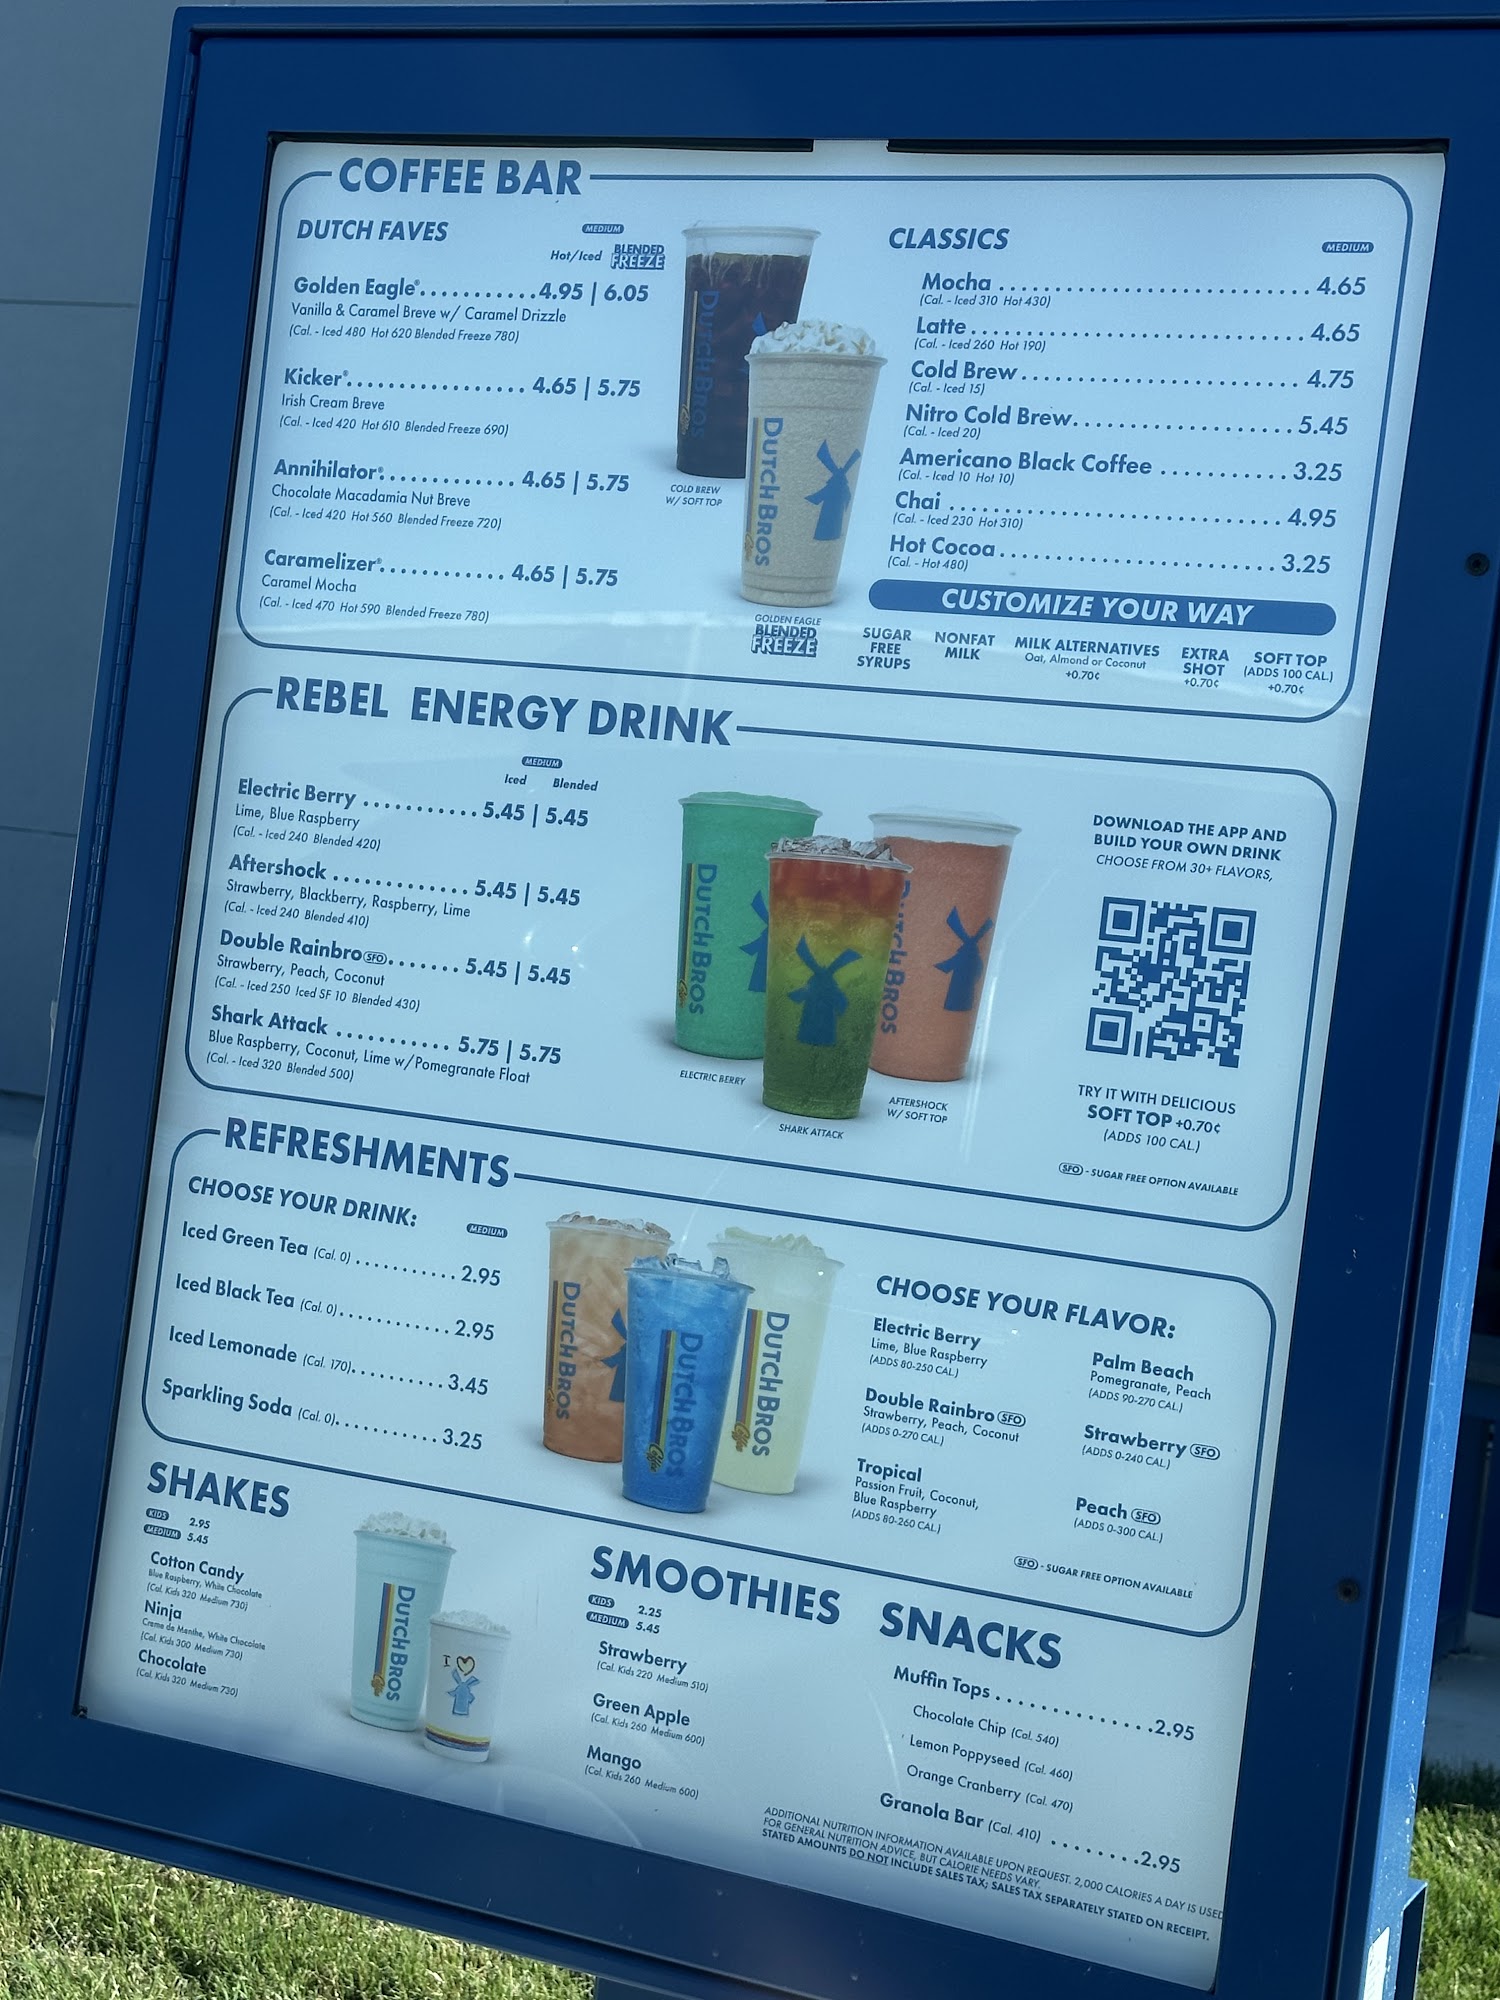 COFFEE BAR
DUTCH FAVES
MEDIUM
Hot/Iced BLENDED FREEZE
Golden Eagle®...........4.95 | 6.05
Vanilla & Caramel Breve w/ Caramel Drizzle
(Cal. - Iced 480 Hot 620 Blended Freeze 780)
Kicker®................. 4.65 | 5.75
Irish Cream Breve
(Cal. - Iced 420 Hot 610 Blended Freeze 690)
Annihilator®............. 4.65 | 5.75
Chocolate Macadamia Nut Breve
(Cal. - Iced 420 Hot 560 Blended Freeze 720)
Caramelizer®............ 4.65 | 5.75
Caramel Mocha
(Cal. - Iced 470 Hot 590 Blended Freeze 780)
DUTCH BROS
COLD BREW
W/ SOFT TOP
DUTCH BROS
Coffee
GOLDEN EAGLE
BLENDED
FREEZE
CLASSICS
MEDIUM
Mocha ............................ 4.65
(Cal. - Iced 310 Hot 430)
Latte .............................. 4.65
(Cal. - Iced 260 Hot 190)
Cold Brew......................... 4.75
(Cal. - Iced 15)
Nitro Cold Brew.................... 5.45
(Cal. - Iced 20)
Americano Black Coffee ............ 3.25
(Cal. - Iced 10 Hot 10)
Chai .............................. 4.95
(Cal. - Iced 230 Hot 310)
Hot Cocoa ......................... 3.25
(Cal. - Hot 480)
CUSTOMIZE YOUR WAY
SUGAR
FREE
SYRUPS
NONFAT
MILK
MILK ALTERNATIVES
Oat, Almond or Coconut
+0.70¢
EXTRA
SHOT
+0.70¢
SOFT TOP
(ADDS 100 CAL.)
+0.70¢
REBEL ENERGY DRINK
MEDIUM
Iced Blended
Electric Berry ........... 5.45 | 5.45
Lime, Blue Raspberry
(Cal. - Iced 240 Blended 420)
Aftershock ............. 5.45 | 5.45
Strawberry, Blackberry, Raspberry, Lime
(Cal. - Iced 240 Blended 410)
Double Rainbro SFO....... 5.45 | 5.45
Strawberry, Peach, Coconut
(Cal. - Iced 250 Iced SF 10 Blended 430)
Shark Attack ........... 5.75 | 5.75
Blue Raspberry, Coconut, Lime w/Pomegranate Float
(Cal. - Iced 320 Blended 500)
DUTCH BROS
DUTCH BROS
ELECTRIC BERRY
SHARK ATTACK
AFTERSHOCK
W/ SOFT TOP
DOWNLOAD THE APP AND
BUILD YOUR OWN DRINK
CHOOSE FROM 30+ FLAVORS,
TRY IT WITH DELICIOUS
SOFT TOP +0.70¢
(ADDS 100 CAL.)
SFO - SUGAR FREE OPTION AVAILABLE
REFRESHMENTS
CHOOSE YOUR DRINK:
MEDIUM
Iced Green Tea (Cal. 0) ........... 2.95
Iced Black Tea (Cal. 0)............ 2.95
Iced Lemonade (Cal. 170).......... 3.45
Sparkling Soda (Cal. 0)........... 3.25
DUTCH BROS
DUTCH BROS
Coffee
DUTCH BROS
Coffee
CHOOSE YOUR FLAVOR:
Electric Berry
Lime, Blue Raspberry
(ADDS 80-250 CAL.)
Double Rainbro SFO
Strawberry, Peach, Coconut
(ADDS 0-270 CAL.)
Tropical
Passion Fruit, Coconut,
Blue Raspberry
(ADDS 80-260 CAL.)
Palm Beach
Pomegranate, Peach
(ADDS 90-270 CAL.)
Strawberry SFO
(ADDS 0-240 CAL.)
Peach SFO
(ADDS 0-300 CAL.)
SFO - SUGAR FREE OPTION AVAILABLE
SHAKES
KIDS 2.95
MEDIUM 5.45
Cotton Candy
Blue Raspberry, White Chocolate
(Cal. Kids 320 Medium 730)
Ninja
Creme de Menthe, White Chocolate
(Cal. Kids 300 Medium 730)
Chocolate
(Cal. Kids 320 Medium 730)
DUTCH BROS
Coffee
I
SMOOTHIES
KIDS 2.25
MEDIUM 5.45
Strawberry
(Cal. Kids 220 Medium 510)
Green Apple
(Cal. Kids 260 Medium 600)
Mango
(Cal. Kids 260 Medium 600)
SNACKS
Muffin Tops ................ 2.95
Chocolate Chip (Cal. 540)
Lemon Poppyseed (Cal. 460)
Orange Cranberry (Cal. 470)
Granola Bar (Cal. 410) ......... 2.95
ADDITIONAL NUTRITION INFORMATION AVAILABLE UPON REQUEST. 2,000 CALORIES A DAY IS USED
FOR GENERAL NUTRITION ADVICE, BUT CALORIE NEEDS VARY.
STATED AMOUNTS DO NOT INCLUDE SALES TAX; SALES TAX SEPARATELY STATED ON RECEIPT.